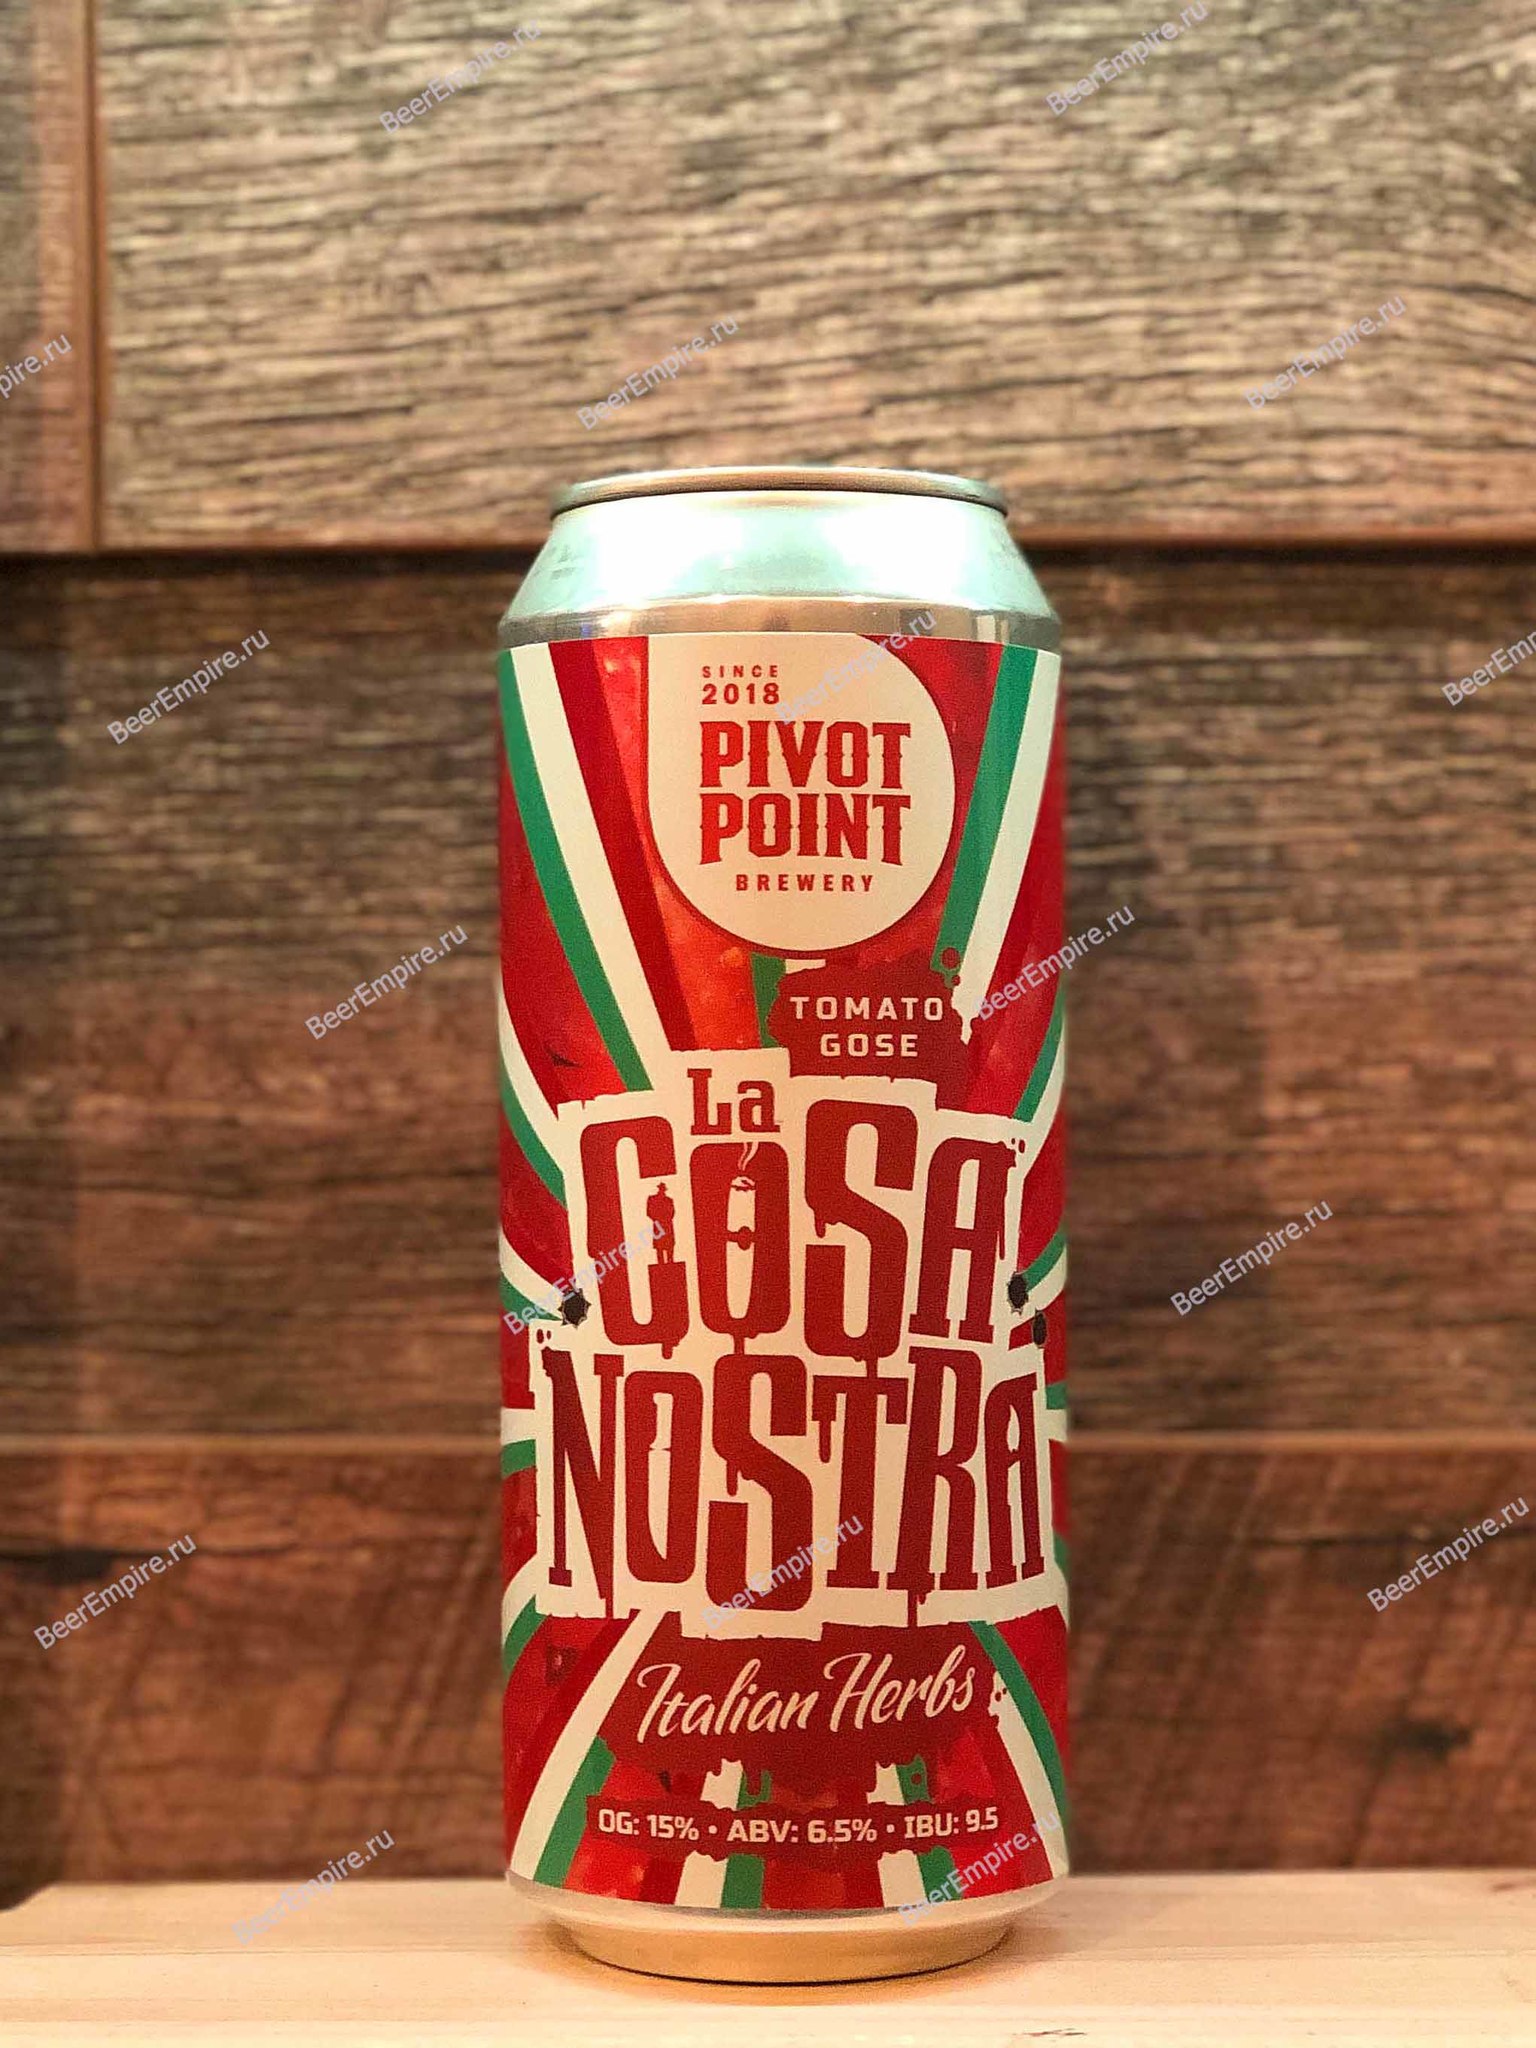 SINCE
2018
PIVOT
POINT
BREWERY
TOMATO
GOSE
La
COSA
NOSTRA
Italian Herbs
OG: 15% • ABV: 6.5% • IBU: 9.5
BeerEmpire.ru